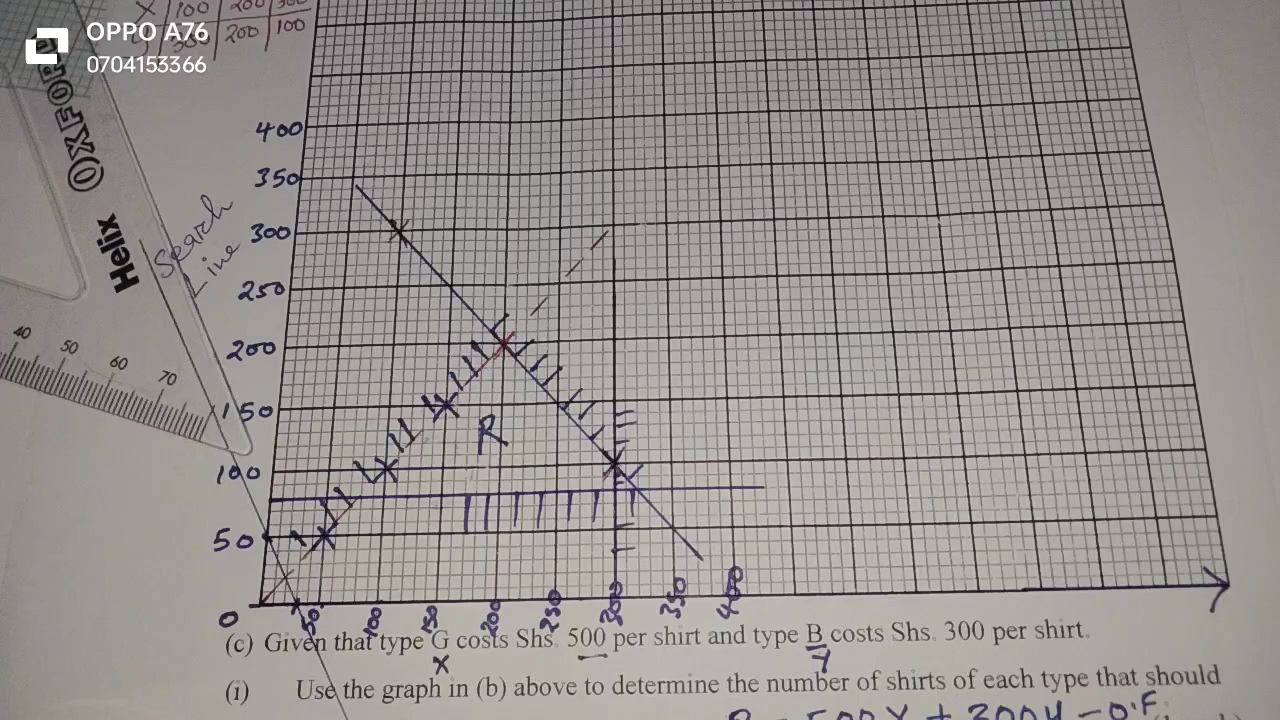 X | 100 | 200 | 300
200 | 100
OPPO A76
0704153366
OXFORD
Helix
40 50 60 70
Search
Line
400
350
300
250
200
150
100
50
0
R
50 100 150 200 250 300 350 400
(c) Given that type G costs Shs. 500 per shirt and type B costs Shs. 300 per shirt.
X Y
(i) Use the graph in (b) above to determine the number of shirts of each type that should